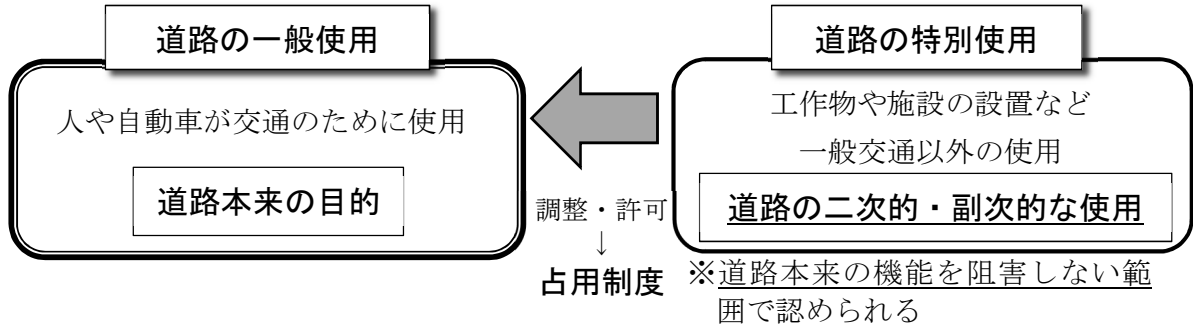 道路の一般使用
人や自動車が交通のために使用
道路本来の目的
調整・許可
↓
占用制度
道路の特別使用
工作物や施設の設置など
一般交通以外の使用
道路の二次的・副次的な使用
※道路本来の機能を阻害しない範
囲で認められる